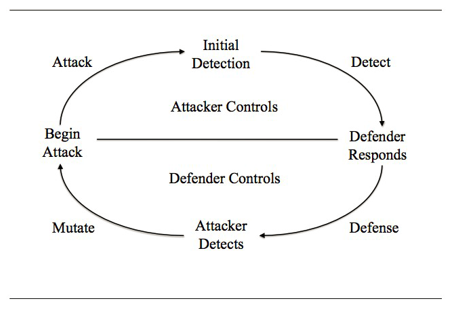 Initial
Detection
Attack
Detect
Attacker Controls
Begin
Attack
Defender
Responds
Defender Controls
Mutate
Attacker
Detects
Defense